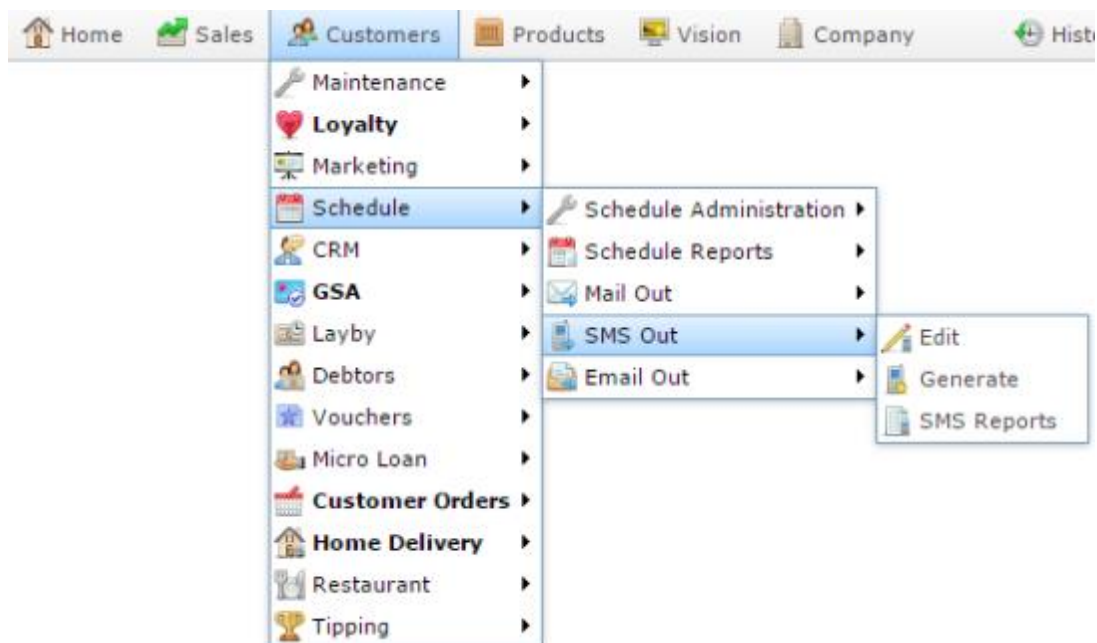 Home Sales Customers Products Vision Company Histo
Maintenance
Loyalty
Marketing
Schedule Schedule Administration
CRM Schedule Reports
GSA Mail Out
Layby SMS Out Edit
Debtors Email Out Generate
Vouchers SMS Reports
Micro Loan
Customer Orders
Home Delivery
Restaurant
Tipping